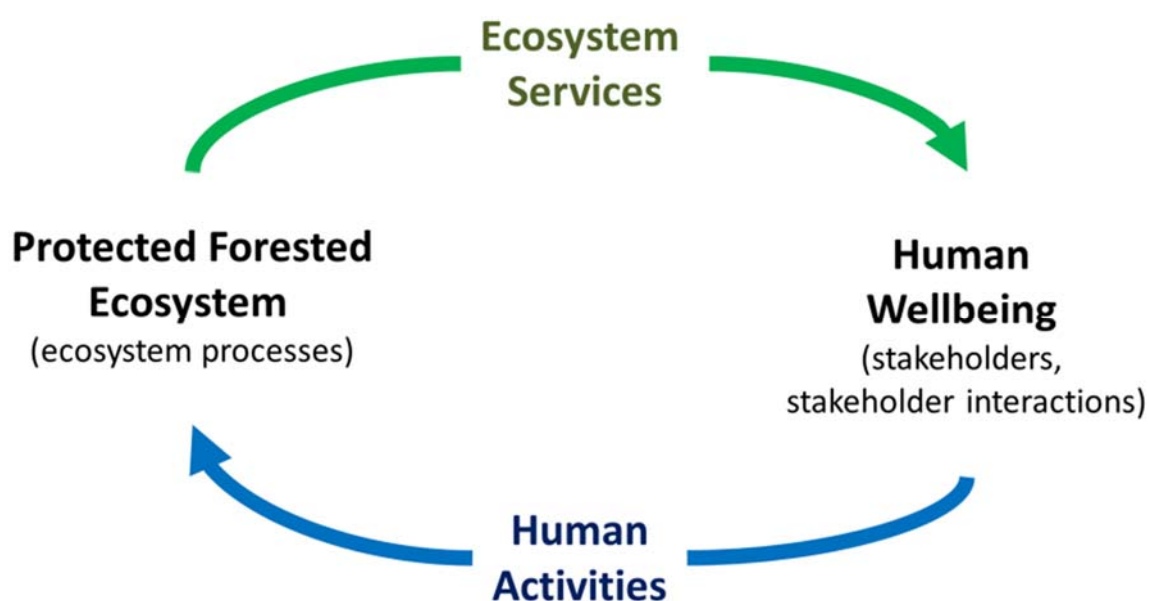 Ecosystem
Services
Protected Forested
Ecosystem
(ecosystem processes)
Human
Wellbeing
(stakeholders,
stakeholder interactions)
Human
Activities